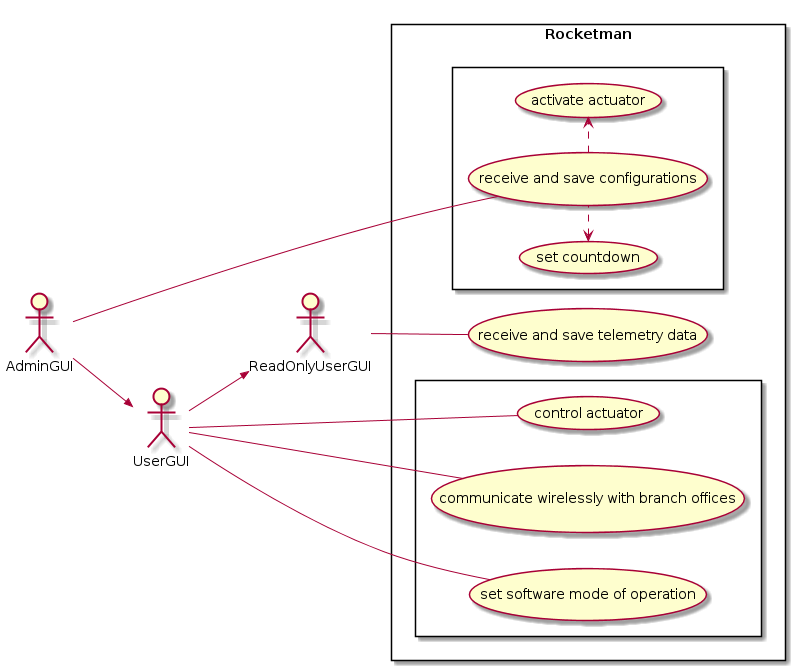 Rocketman
activate actuator
receive and save configurations
set countdown
AdminGUI
ReadOnlyUserGUI
receive and save telemetry data
UserGUI
control actuator
communicate wirelessly with branch offices
set software mode of operation